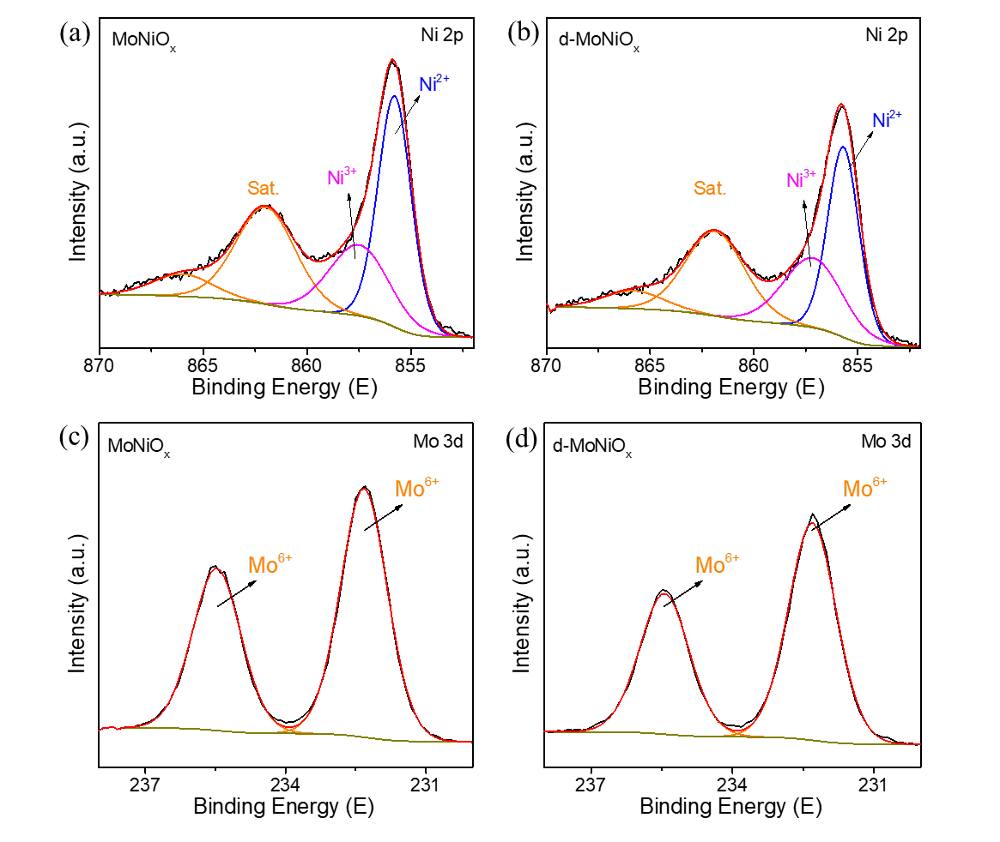 (a)
MoNiOx
Ni 2p
Ni2+
Ni3+
Sat.
Intensity (a.u.)
870
865
860
855
Binding Energy (E)
(b)
d-MoNiOx
Ni 2p
Ni2+
Ni3+
Sat.
Intensity (a.u.)
870
865
860
855
Binding Energy (E)
(c)
MoNiOx
Mo 3d
Mo6+
Mo6+
Intensity (a.u.)
237
234
231
Binding Energy (E)
(d)
d-MoNiOx
Mo 3d
Mo6+
Mo6+
Intensity (a.u.)
237
234
231
Binding Energy (E)